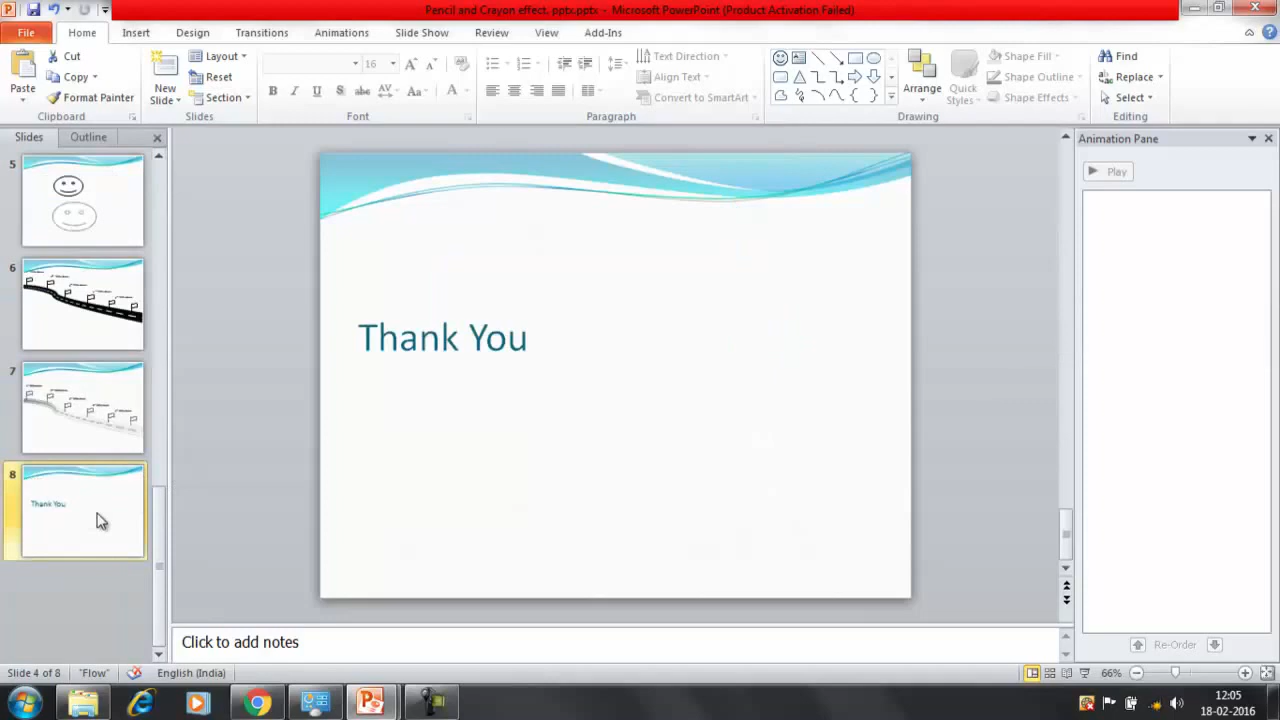 Pencil and Crayon effect. pptx.pptx - Microsoft PowerPoint (Product Activation Failed)
File Home Insert Design Transitions Animations Slide Show Review View Add-Ins
Paste
Cut
Copy
Format Painter
Clipboard
New Slide
Layout
Reset
Section
Slides
16
Font
Text Direction
Align Text
Convert to SmartArt
Paragraph
Arrange
Quick Styles
Shape Fill
Shape Outline
Shape Effects
Drawing
Find
Replace
Select
Editing
Slides Outline
5
6
7
8
Thank You
Thank You
Click to add notes
Animation Pane
Play
Re-Order
Slide 4 of 8 "Flow" English (India) 66%
12:05
18-02-2016